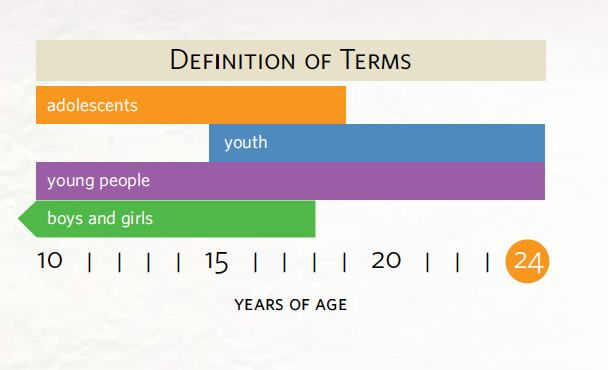 Definition of Terms
adolescents
youth
young people
boys and girls
10 | | | | 15 | | | | 20 | | | 24
YEARS OF AGE